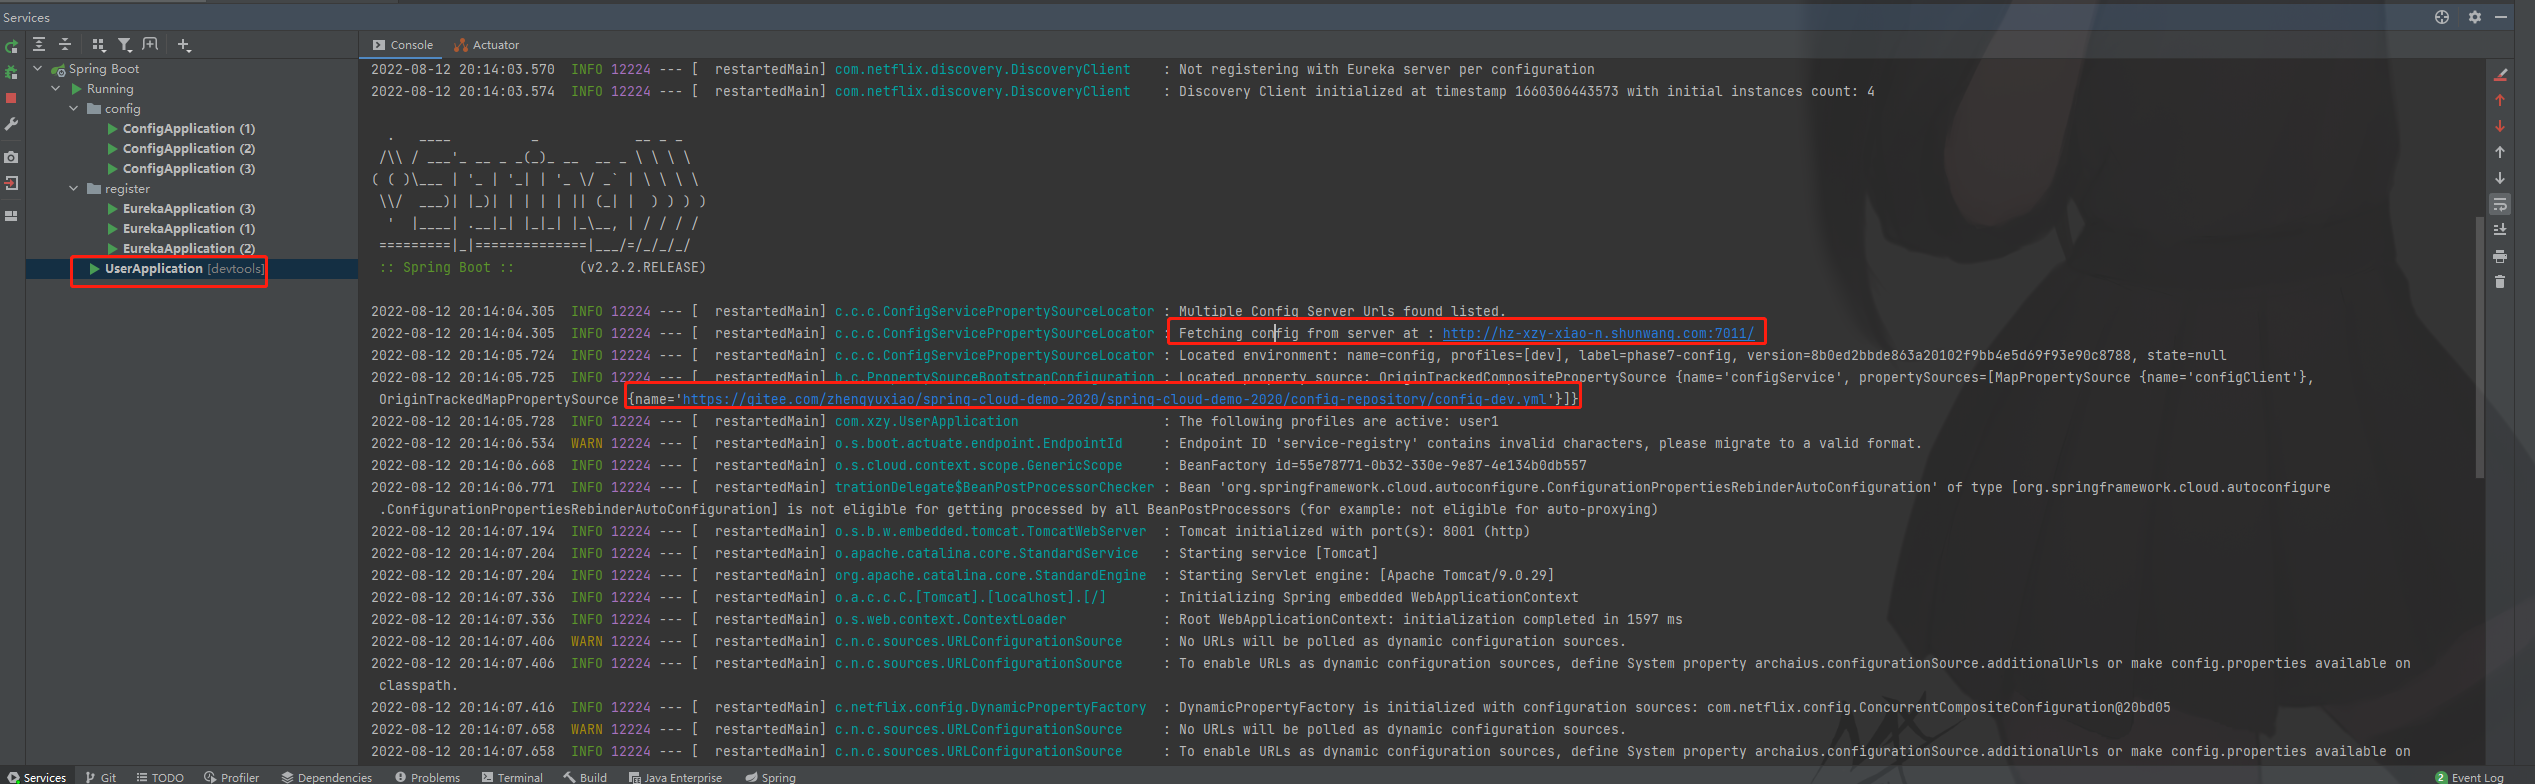 Services
Console
Actuator
Spring Boot
Running
config
ConfigApplication (1)
ConfigApplication (2)
ConfigApplication (3)
register
EurekaApplication (3)
EurekaApplication (1)
EurekaApplication (2)
UserApplication [devtools]
2022-08-12 20:14:03.570  INFO 12224 --- [  restartedMain] com.netflix.discovery.DiscoveryClient    : Not registering with Eureka server per configuration
2022-08-12 20:14:03.574  INFO 12224 --- [  restartedMain] com.netflix.discovery.DiscoveryClient    : Discovery Client initialized at timestamp 1660306443573 with initial instances count: 4
  .   ____          _            __ _ _
 /\\ / ___'_ __ _ _(_)_ __  __ _ \ \ \ \
( ( )\___ | '_ | '_| | '_ \/ _` | \ \ \ \
 \\/  ___)| |_)| | | | | || (_| |  ) ) ) )
  '  |____| .__|_| |_|_| |_\__, | / / / /
 =========|_|==============|___/=/_/_/_/
 :: Spring Boot ::        (v2.2.2.RELEASE)
2022-08-12 20:14:04.305  INFO 12224 --- [  restartedMain] c.c.c.ConfigServicePropertySourceLocator : Multiple Config Server Urls found listed.
2022-08-12 20:14:04.305  INFO 12224 --- [  restartedMain] c.c.c.ConfigServicePropertySourceLocator : Fetching config from server at : http://hz-xzy-xiao-n.shunwang.com:7011/
2022-08-12 20:14:05.724  INFO 12224 --- [  restartedMain] c.c.c.ConfigServicePropertySourceLocator : Located environment: name=config, profiles=[dev], label=phase7-config, version=8b0ed2bbde863a20102f9bb4e5d69f93e90c8788, state=null
2022-08-12 20:14:05.725  INFO 12224 --- [  restartedMain] b.c.PropertySourceBootstrapConfiguration : Located property source: OriginTrackedCompositePropertySource {name='configService', propertySources=[MapPropertySource {name='configClient'},
OriginTrackedMapPropertySource {name='https://gitee.com/zhengyuxiao/spring-cloud-demo-2020/spring-cloud-demo-2020/config-repository/config-dev.yml'}]}
2022-08-12 20:14:05.728  INFO 12224 --- [  restartedMain] com.xzy.UserApplication                  : The following profiles are active: user1
2022-08-12 20:14:06.534  WARN 12224 --- [  restartedMain] o.s.boot.actuate.endpoint.EndpointId     : Endpoint ID 'service-registry' contains invalid characters, please migrate to a valid format.
2022-08-12 20:14:06.668  INFO 12224 --- [  restartedMain] o.s.cloud.context.scope.GenericScope     : BeanFactory id=55e78771-0b32-330e-9e87-4e134b0db557
2022-08-12 20:14:06.771  INFO 12224 --- [  restartedMain] trationDelegate$BeanPostProcessorChecker : Bean 'org.springframework.cloud.autoconfigure.ConfigurationPropertiesRebinderAutoConfiguration' of type [org.springframework.cloud.autoconfigure
.ConfigurationPropertiesRebinderAutoConfiguration] is not eligible for getting processed by all BeanPostProcessors (for example: not eligible for auto-proxying)
2022-08-12 20:14:07.194  INFO 12224 --- [  restartedMain] o.s.b.w.embedded.tomcat.TomcatWebServer  : Tomcat initialized with port(s): 8001 (http)
2022-08-12 20:14:07.204  INFO 12224 --- [  restartedMain] o.apache.catalina.core.StandardService   : Starting service [Tomcat]
2022-08-12 20:14:07.204  INFO 12224 --- [  restartedMain] org.apache.catalina.core.StandardEngine  : Starting Servlet engine: [Apache Tomcat/9.0.29]
2022-08-12 20:14:07.336  INFO 12224 --- [  restartedMain] o.a.c.c.C.[Tomcat].[localhost].[/]       : Initializing Spring embedded WebApplicationContext
2022-08-12 20:14:07.336  INFO 12224 --- [  restartedMain] o.s.web.context.ContextLoader            : Root WebApplicationContext: initialization completed in 1597 ms
2022-08-12 20:14:07.406  WARN 12224 --- [  restartedMain] c.n.c.sources.URLConfigurationSource     : No URLs will be polled as dynamic configuration sources.
2022-08-12 20:14:07.406  INFO 12224 --- [  restartedMain] c.n.c.sources.URLConfigurationSource     : To enable URLs as dynamic configuration sources, define System property archaius.configurationSource.additionalUrls or make config.properties available on
classpath.
2022-08-12 20:14:07.416  INFO 12224 --- [  restartedMain] c.netflix.config.DynamicPropertyFactory  : DynamicPropertyFactory is initialized with configuration sources: com.netflix.config.ConcurrentCompositeConfiguration@20bd05
2022-08-12 20:14:07.658  WARN 12224 --- [  restartedMain] c.n.c.sources.URLConfigurationSource     : No URLs will be polled as dynamic configuration sources.
2022-08-12 20:14:07.658  INFO 12224 --- [  restartedMain] c.n.c.sources.URLConfigurationSource     : To enable URLs as dynamic configuration sources, define System property archaius.configurationSource.additionalUrls or make config.properties available on
Services
Git
TODO
Profiler
Dependencies
Problems
Terminal
Build
Java Enterprise
Spring
2 Event Log